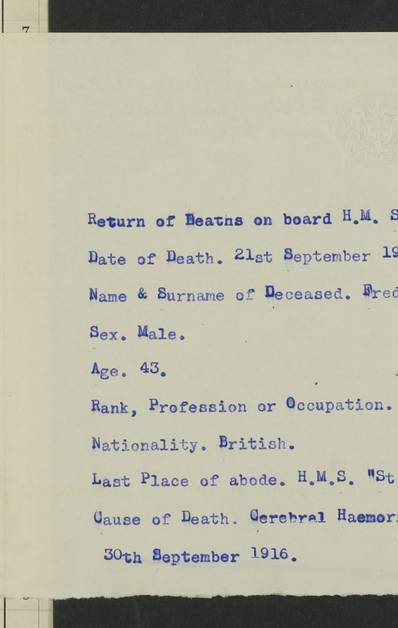 7
Return of Deaths on board H.M. S
Date of Death. 21st September 19
Name & Surname of Deceased. Fred
Sex. Male.
Age. 43.
Rank, Profession or Occupation.
Nationality. British.
Last Place of abode. H.M.S. "St
Cause of Death. Cerebral Haemor
30th September 1916.